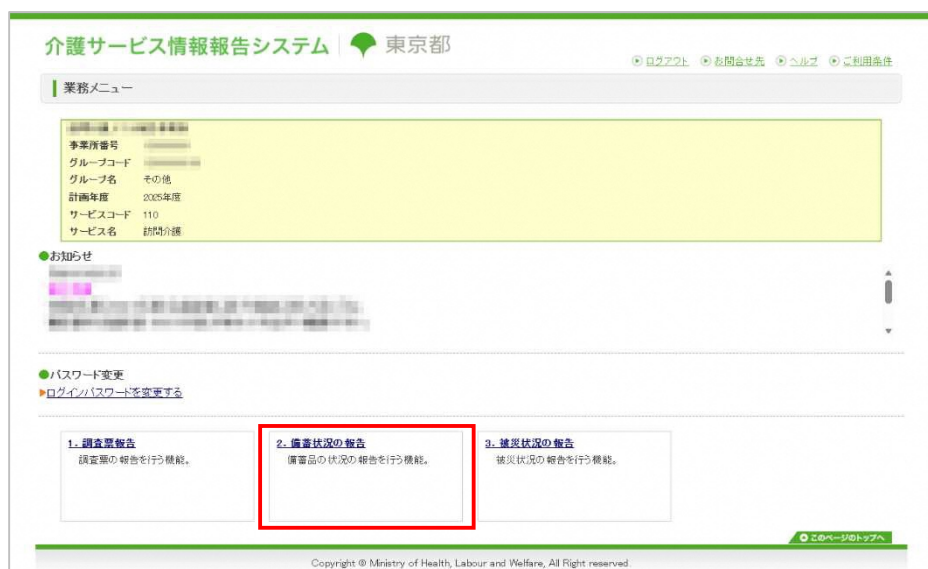 介護サービス情報報告システム 東京都
ログアウト お問合せ先 ヘルプ ご利用条件
業務メニュー
事業所番号
グループコード
グループ名 その他
計画年度 2025年度
サービスコード 110
サービス名 訪問介護
●お知らせ
●パスワード変更
▶ログインパスワードを変更する
1. 調査票報告
調査票の報告を行う機能。
2. 備蓄状況の報告
備蓄品の状況の報告を行う機能。
3. 被災状況の報告
被災状況の報告を行う機能。
このページのトップへ
Copyright © Ministry of Health, Labour and Welfare, All Right reserved.